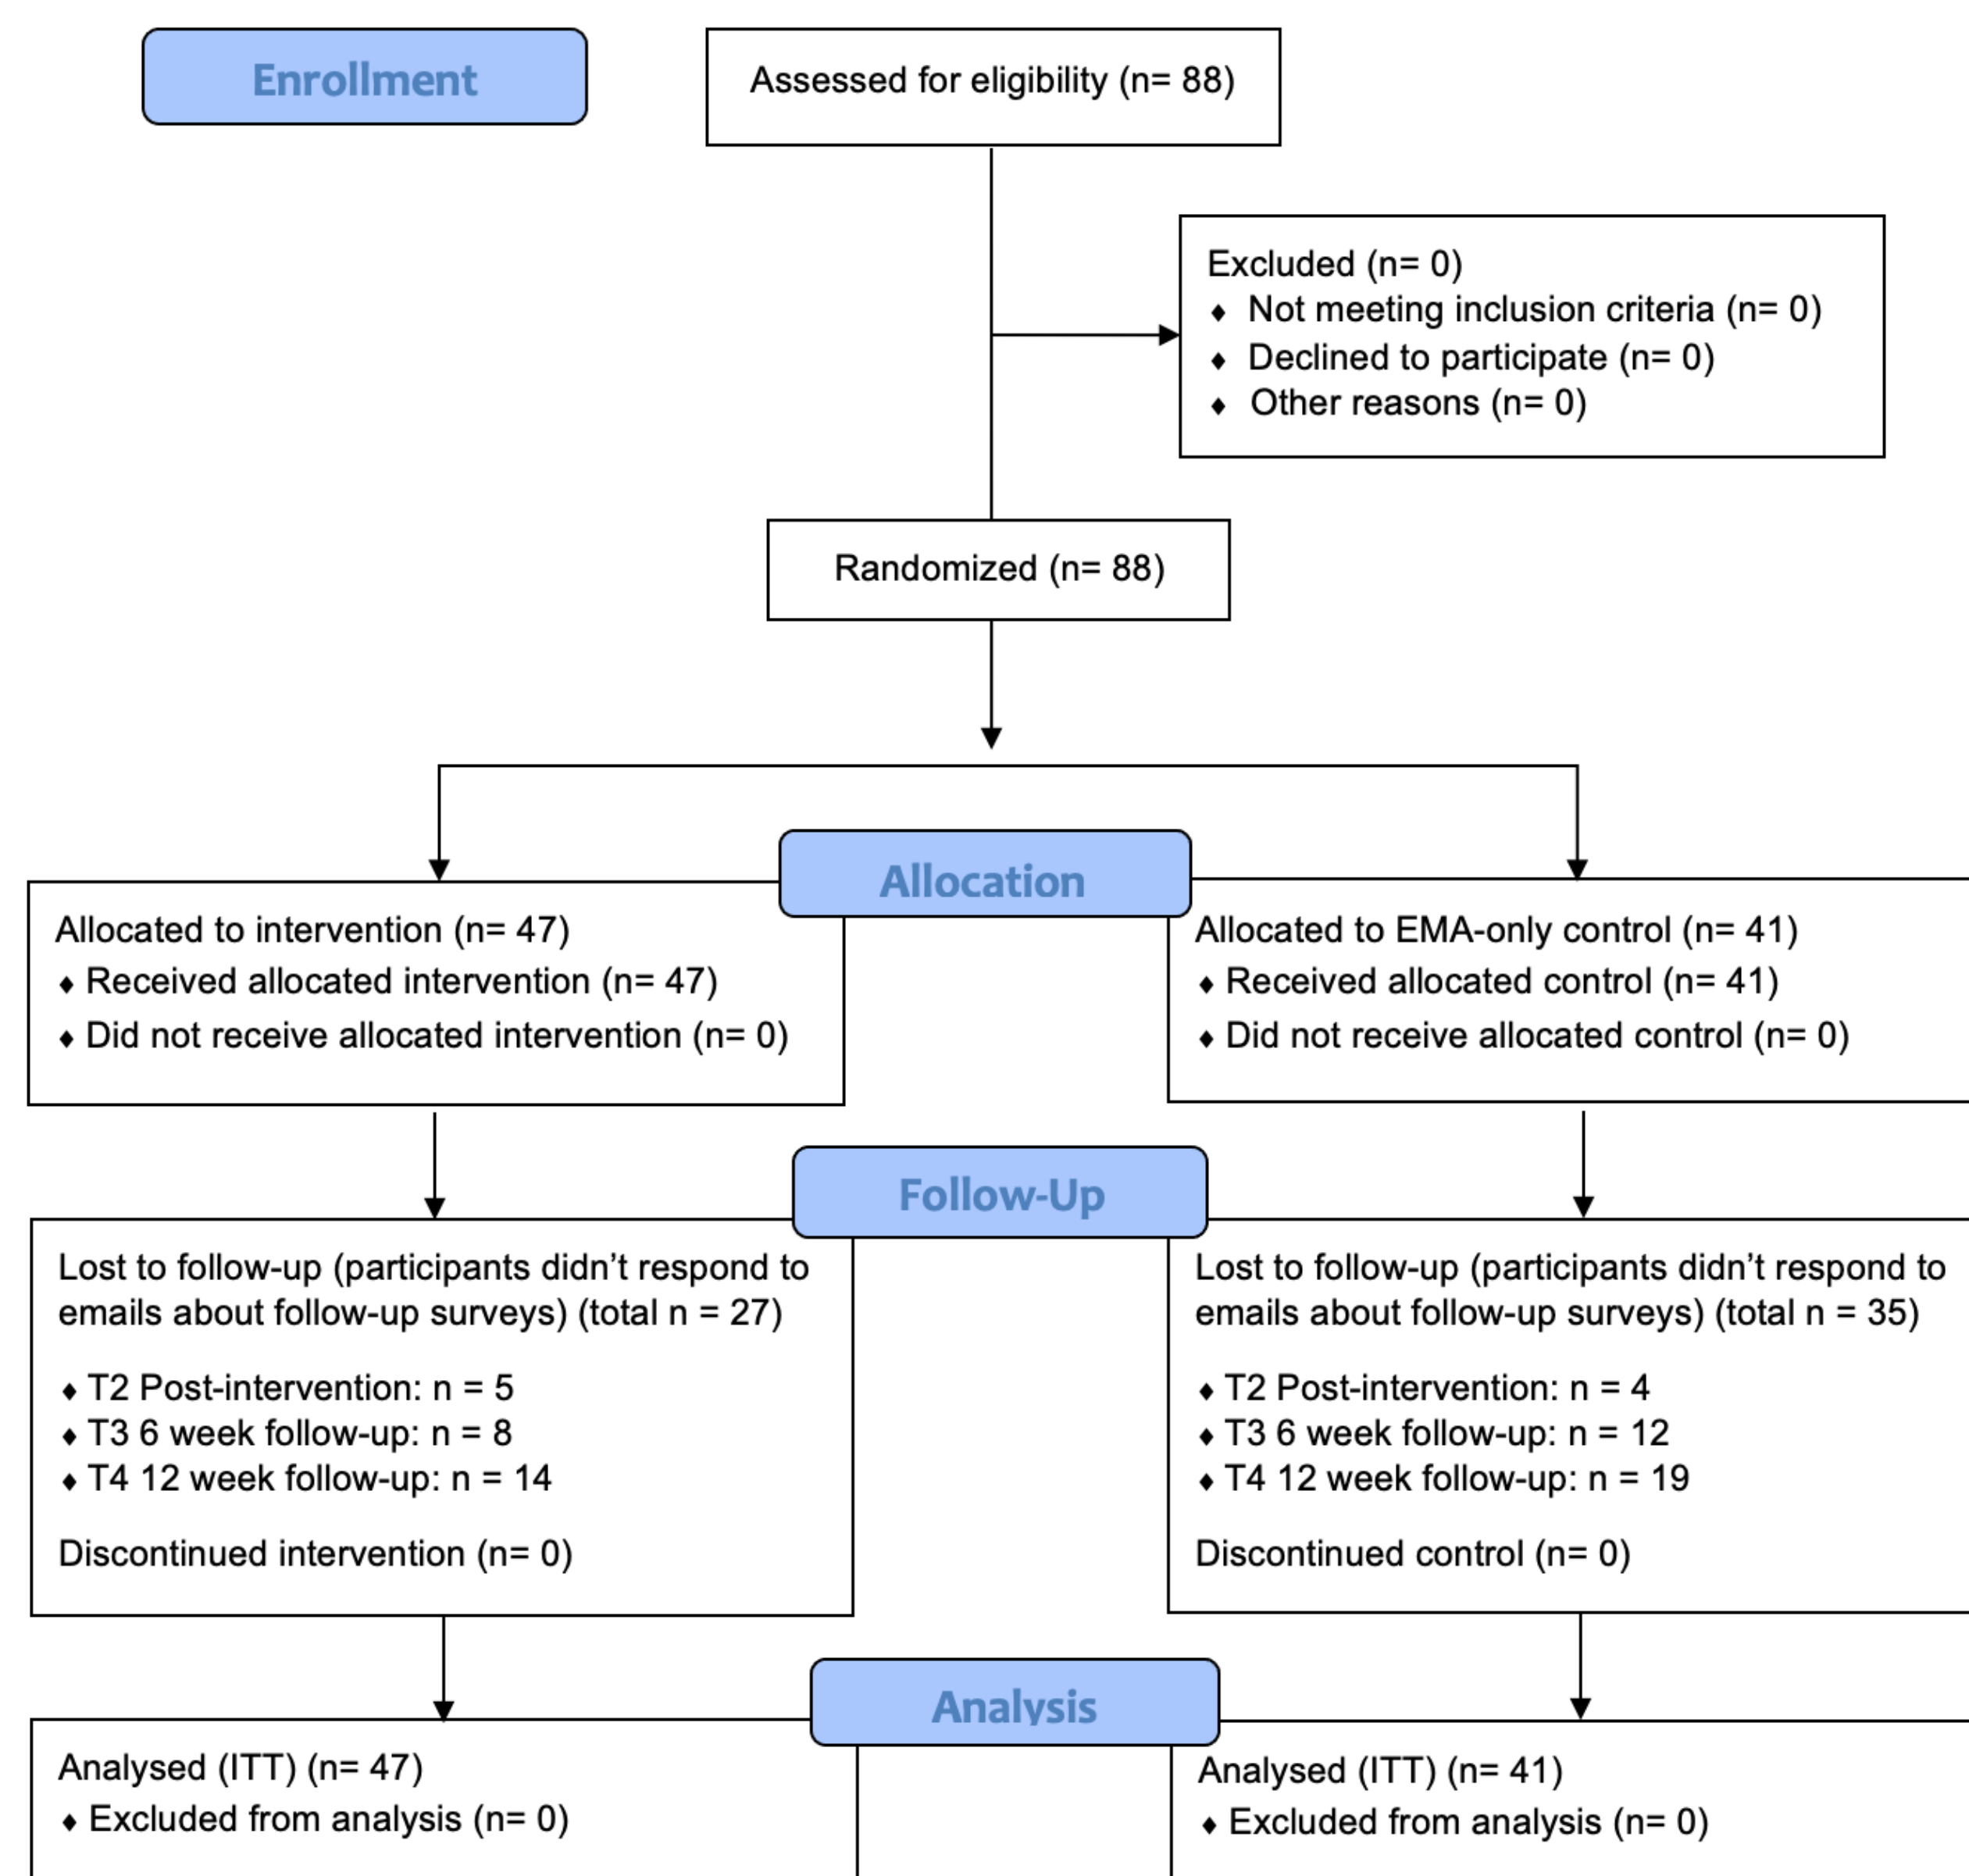 Enrollment
Assessed for eligibility (n= 88)
Excluded (n= 0)
♦ Not meeting inclusion criteria (n= 0)
♦ Declined to participate (n= 0)
♦ Other reasons (n= 0)
Randomized (n= 88)
Allocation
Allocated to intervention (n= 47)
♦ Received allocated intervention (n= 47)
♦ Did not receive allocated intervention (n= 0)
Allocated to EMA-only control (n= 41)
♦ Received allocated control (n= 41)
♦ Did not receive allocated control (n= 0)
Follow-Up
Lost to follow-up (participants didn’t respond to
emails about follow-up surveys) (total n = 27)
♦ T2 Post-intervention: n = 5
♦ T3 6 week follow-up: n = 8
♦ T4 12 week follow-up: n = 14
Discontinued intervention (n= 0)
Lost to follow-up (participants didn’t respond to
emails about follow-up surveys) (total n = 35)
♦ T2 Post-intervention: n = 4
♦ T3 6 week follow-up: n = 12
♦ T4 12 week follow-up: n = 19
Discontinued control (n= 0)
Analysis
Analysed (ITT) (n= 47)
♦ Excluded from analysis (n= 0)
Analysed (ITT) (n= 41)
♦ Excluded from analysis (n= 0)